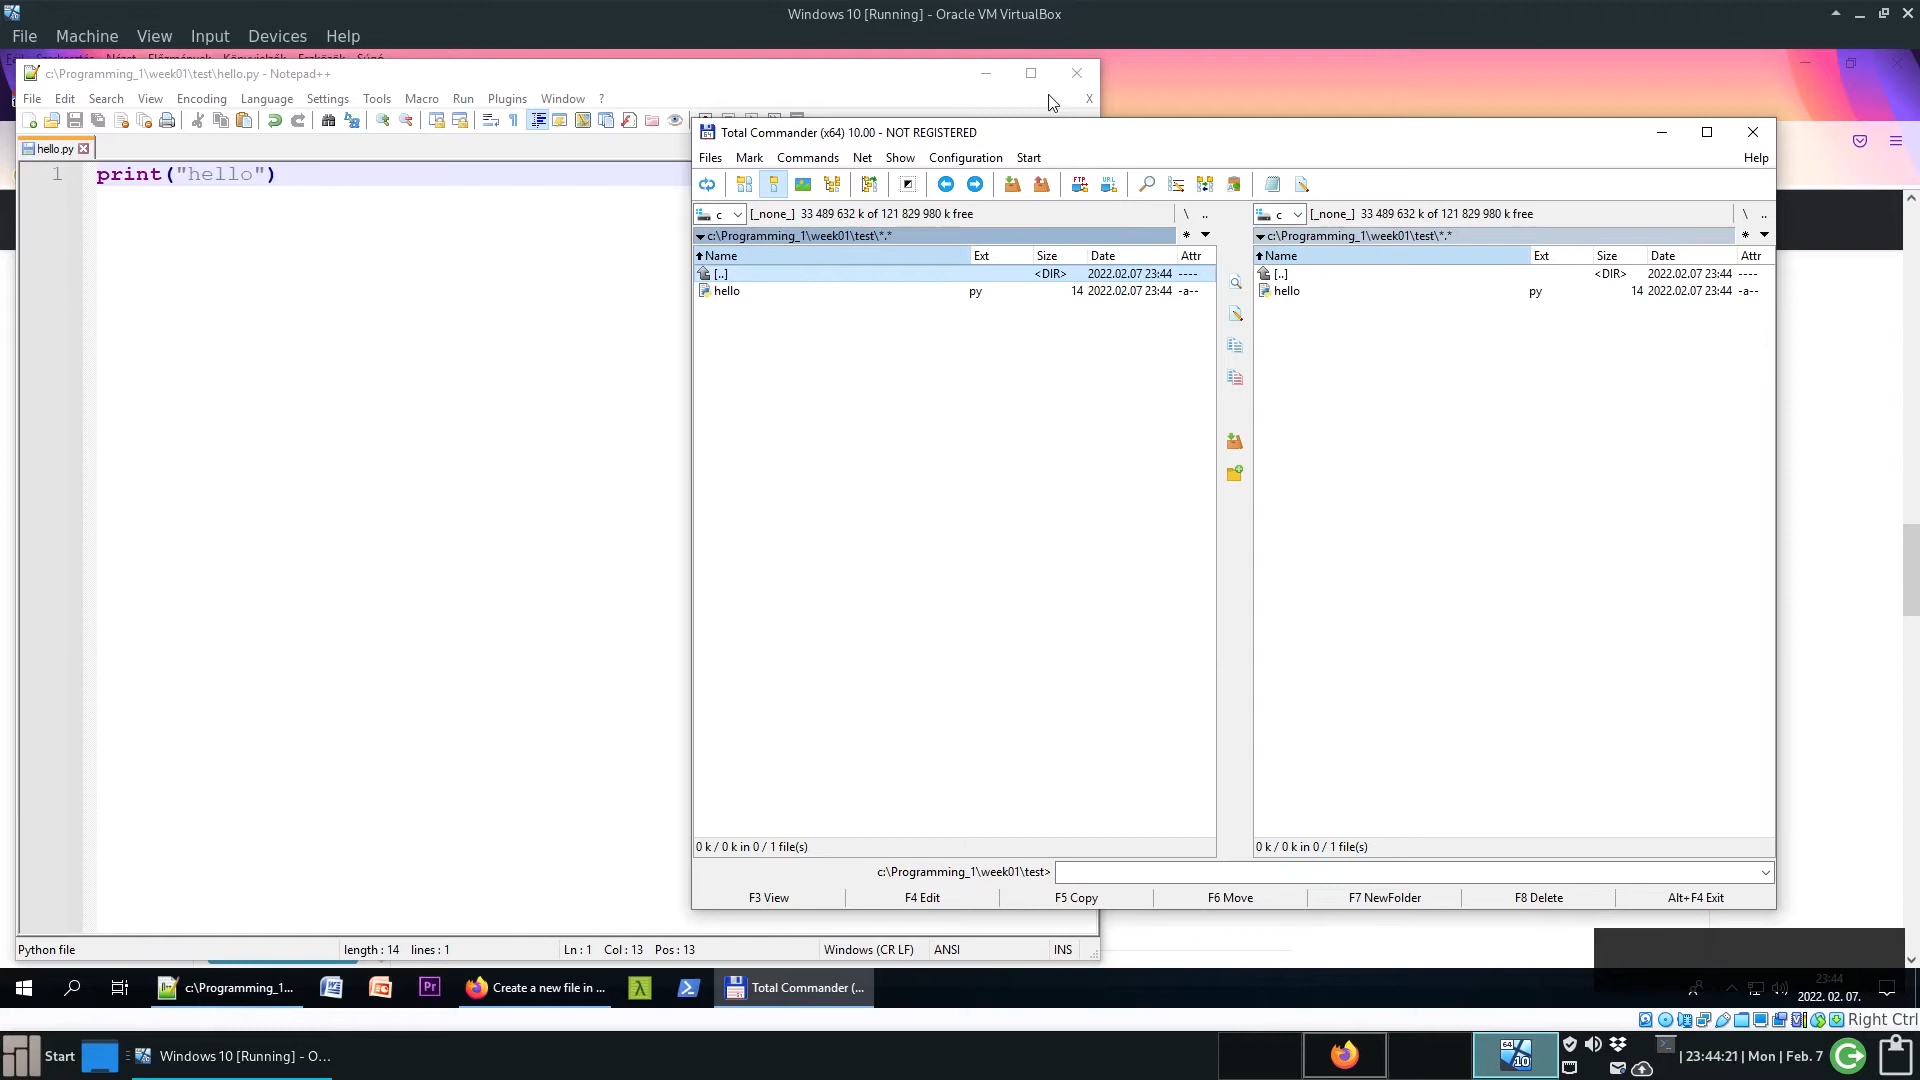 Windows 10 [Running] - Oracle VM VirtualBox
File Machine View Input Devices Help
c:\Programming_1\week01\test\hello.py - Notepad++
File Edit Search View Encoding Language Settings Tools Macro Run Plugins Window ? X
hello.py
1 print("hello")
Total Commander (x64) 10.00 - NOT REGISTERED
Files Mark Commands Net Show Configuration Start Help
c [_none_] 33 489 632 k of 121 829 980 k free \ ..
c [_none_] 33 489 632 k of 121 829 980 k free \ ..
c:\Programming_1\week01\test\*.* *
c:\Programming_1\week01\test\*.* *
Name Ext Size Date Attr
Name Ext Size Date Attr
[..] <DIR> 2022.02.07 23:44 ----
[..] <DIR> 2022.02.07 23:44 ----
hello py 14 2022.02.07 23:44 -a--
hello py 14 2022.02.07 23:44 -a--
0 k / 0 k in 0 / 1 file(s)
0 k / 0 k in 0 / 1 file(s)
c:\Programming_1\week01\test>
F3 View F4 Edit F5 Copy F6 Move F7 NewFolder F8 Delete Alt+F4 Exit
Python file length : 14 lines : 1 Ln : 1 Col : 13 Pos : 13 Windows (CR LF) ANSI INS
c:\Programming_1... Create a new file in ... Total Commander (...
23:44
2022. 02. 07.
Right Ctrl
Start Windows 10 [Running] - O... | 23:44:21 | Mon | Feb. 7